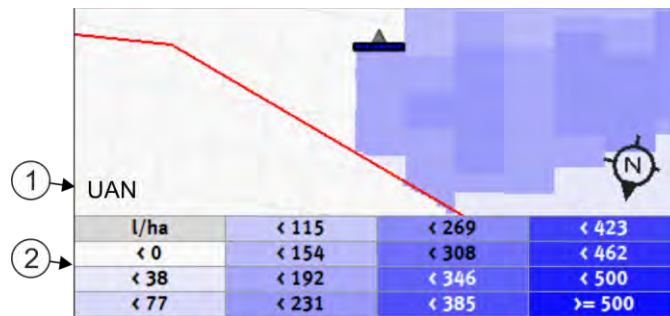 N
1
UAN
2
l/ha < 115 < 269 < 423
< 0 < 154 < 308 < 462
< 38 < 192 < 346 < 500
< 77 < 231 < 385 >= 500